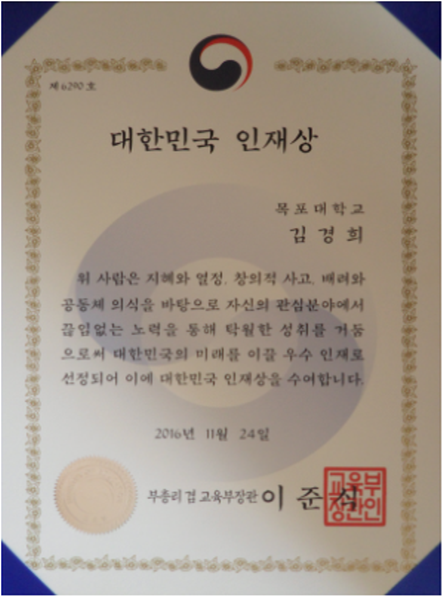 제 6290 호
대한민국 인재상
목포대학교
김경희
위 사람은 지혜와 열정, 창의적 사고, 배려와
공동체 의식을 바탕으로 자신의 관심분야에서
끊임없는 노력을 통해 탁월한 성취를 거둠
으로써 대한민국의 미래를 이끌 우수 인재로
선정되어 이에 대한민국 인재상을 수여합니다.
2016년 11월 24일
부총리 겸 교육부장관 이준식
교육부
장관인